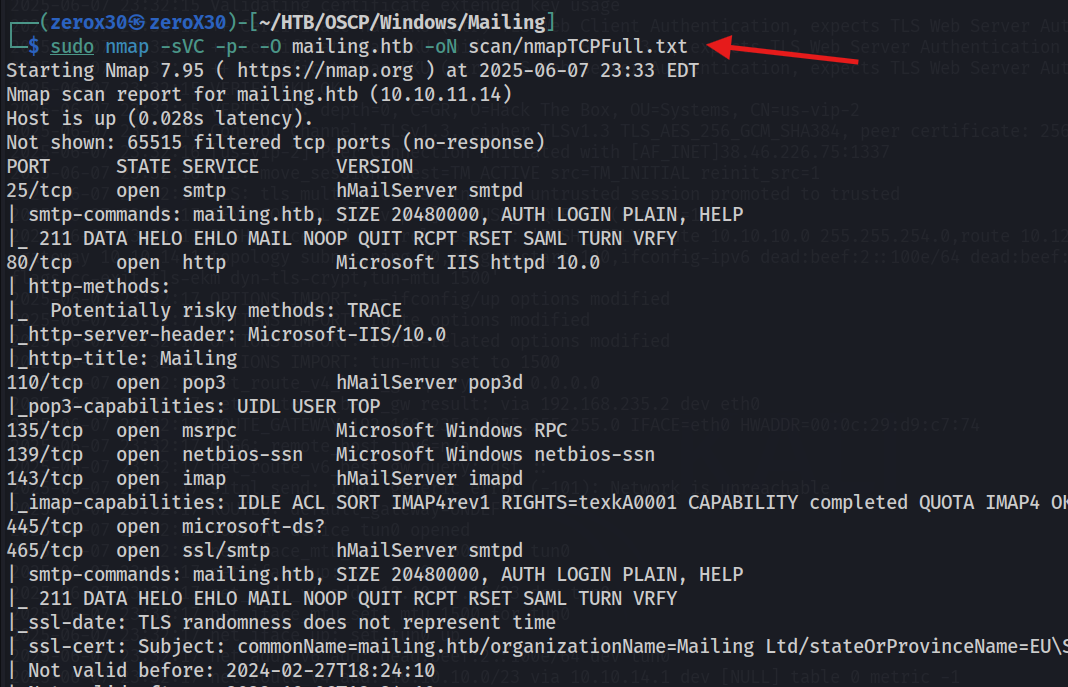 ┌──(zerox30㉿zeroX30)-[~/HTB/OSCP/Windows/Mailing]
└─$ sudo nmap -sVC -p- -O mailing.htb -oN scan/nmapTCPFull.txt
Starting Nmap 7.95 ( https://nmap.org ) at 2025-06-07 23:33 EDT
Nmap scan report for mailing.htb (10.10.11.14)
Host is up (0.028s latency).
Not shown: 65515 filtered tcp ports (no-response)
PORT      STATE SERVICE       VERSION
25/tcp    open  smtp          hMailServer smtpd
| smtp-commands: mailing.htb, SIZE 20480000, AUTH LOGIN PLAIN, HELP
|_ 211 DATA HELO EHLO MAIL NOOP QUIT RCPT RSET SAML TURN VRFY
80/tcp    open  http          Microsoft IIS httpd 10.0
| http-methods:
|_  Potentially risky methods: TRACE
|_http-server-header: Microsoft-IIS/10.0
|_http-title: Mailing
110/tcp   open  pop3          hMailServer pop3d
|_pop3-capabilities: UIDL USER TOP
135/tcp   open  msrpc         Microsoft Windows RPC
139/tcp   open  netbios-ssn   Microsoft Windows netbios-ssn
143/tcp   open  imap          hMailServer imapd
|_imap-capabilities: IDLE ACL SORT IMAP4rev1 RIGHTS=texkA0001 CAPABILITY completed QUOTA IMAP4 OK
445/tcp   open  microsoft-ds?
465/tcp   open  ssl/smtp      hMailServer smtpd
| smtp-commands: mailing.htb, SIZE 20480000, AUTH LOGIN PLAIN, HELP
|_ 211 DATA HELO EHLO MAIL NOOP QUIT RCPT RSET SAML TURN VRFY
|_ssl-date: TLS randomness does not represent time
| ssl-cert: Subject: commonName=mailing.htb/organizationName=Mailing Ltd/stateOrProvinceName=EU\S
| Not valid before: 2024-02-27T18:24:10